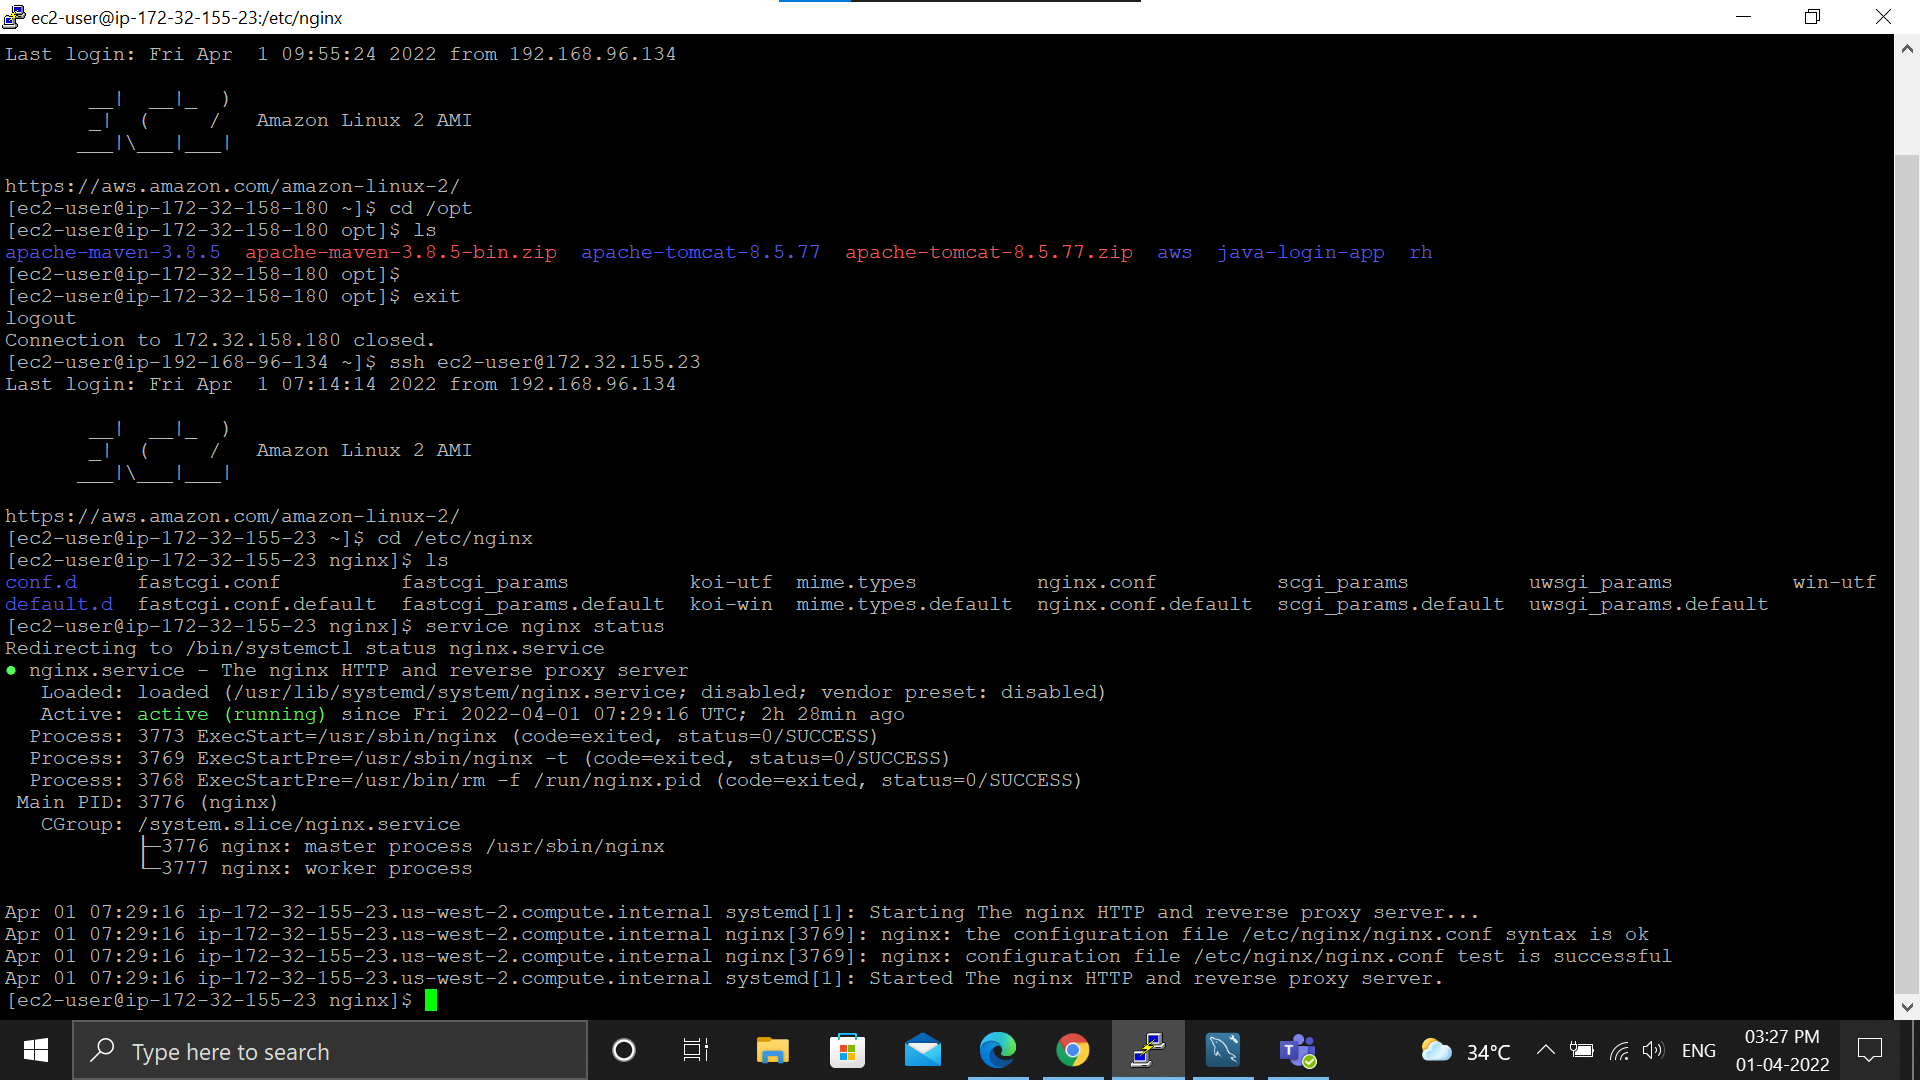 ec2-user@ip-172-32-155-23:/etc/nginx
Last login: Fri Apr  1 09:55:24 2022 from 192.168.96.134
       __|  __|_  )
       _|  (     /   Amazon Linux 2 AMI
      ___|\___|___|
https://aws.amazon.com/amazon-linux-2/
[ec2-user@ip-172-32-158-180 ~]$ cd /opt
[ec2-user@ip-172-32-158-180 opt]$ ls
apache-maven-3.8.5  apache-maven-3.8.5-bin.zip  apache-tomcat-8.5.77  apache-tomcat-8.5.77.zip  aws  java-login-app  rh
[ec2-user@ip-172-32-158-180 opt]$
[ec2-user@ip-172-32-158-180 opt]$ exit
logout
Connection to 172.32.158.180 closed.
[ec2-user@ip-192-168-96-134 ~]$ ssh ec2-user@172.32.155.23
Last login: Fri Apr  1 07:14:14 2022 from 192.168.96.134
       __|  __|_  )
       _|  (     /   Amazon Linux 2 AMI
      ___|\___|___|
https://aws.amazon.com/amazon-linux-2/
[ec2-user@ip-172-32-155-23 ~]$ cd /etc/nginx
[ec2-user@ip-172-32-155-23 nginx]$ ls
conf.d     fastcgi.conf          fastcgi_params          koi-utf  mime.types          nginx.conf          scgi_params          uwsgi_params          win-utf
default.d  fastcgi.conf.default  fastcgi_params.default  koi-win  mime.types.default  nginx.conf.default  scgi_params.default  uwsgi_params.default
[ec2-user@ip-172-32-155-23 nginx]$ service nginx status
Redirecting to /bin/systemctl status nginx.service
● nginx.service - The nginx HTTP and reverse proxy server
   Loaded: loaded (/usr/lib/systemd/system/nginx.service; disabled; vendor preset: disabled)
   Active: active (running) since Fri 2022-04-01 07:29:16 UTC; 2h 28min ago
  Process: 3773 ExecStart=/usr/sbin/nginx (code=exited, status=0/SUCCESS)
  Process: 3769 ExecStartPre=/usr/sbin/nginx -t (code=exited, status=0/SUCCESS)
  Process: 3768 ExecStartPre=/usr/bin/rm -f /run/nginx.pid (code=exited, status=0/SUCCESS)
 Main PID: 3776 (nginx)
   CGroup: /system.slice/nginx.service
           ├─3776 nginx: master process /usr/sbin/nginx
           └─3777 nginx: worker process
Apr 01 07:29:16 ip-172-32-155-23.us-west-2.compute.internal systemd[1]: Starting The nginx HTTP and reverse proxy server...
Apr 01 07:29:16 ip-172-32-155-23.us-west-2.compute.internal nginx[3769]: nginx: the configuration file /etc/nginx/nginx.conf syntax is ok
Apr 01 07:29:16 ip-172-32-155-23.us-west-2.compute.internal nginx[3769]: nginx: configuration file /etc/nginx/nginx.conf test is successful
Apr 01 07:29:16 ip-172-32-155-23.us-west-2.compute.internal systemd[1]: Started The nginx HTTP and reverse proxy server.
[ec2-user@ip-172-32-155-23 nginx]$
Type here to search
34°C
ENG
03:27 PM
01-04-2022